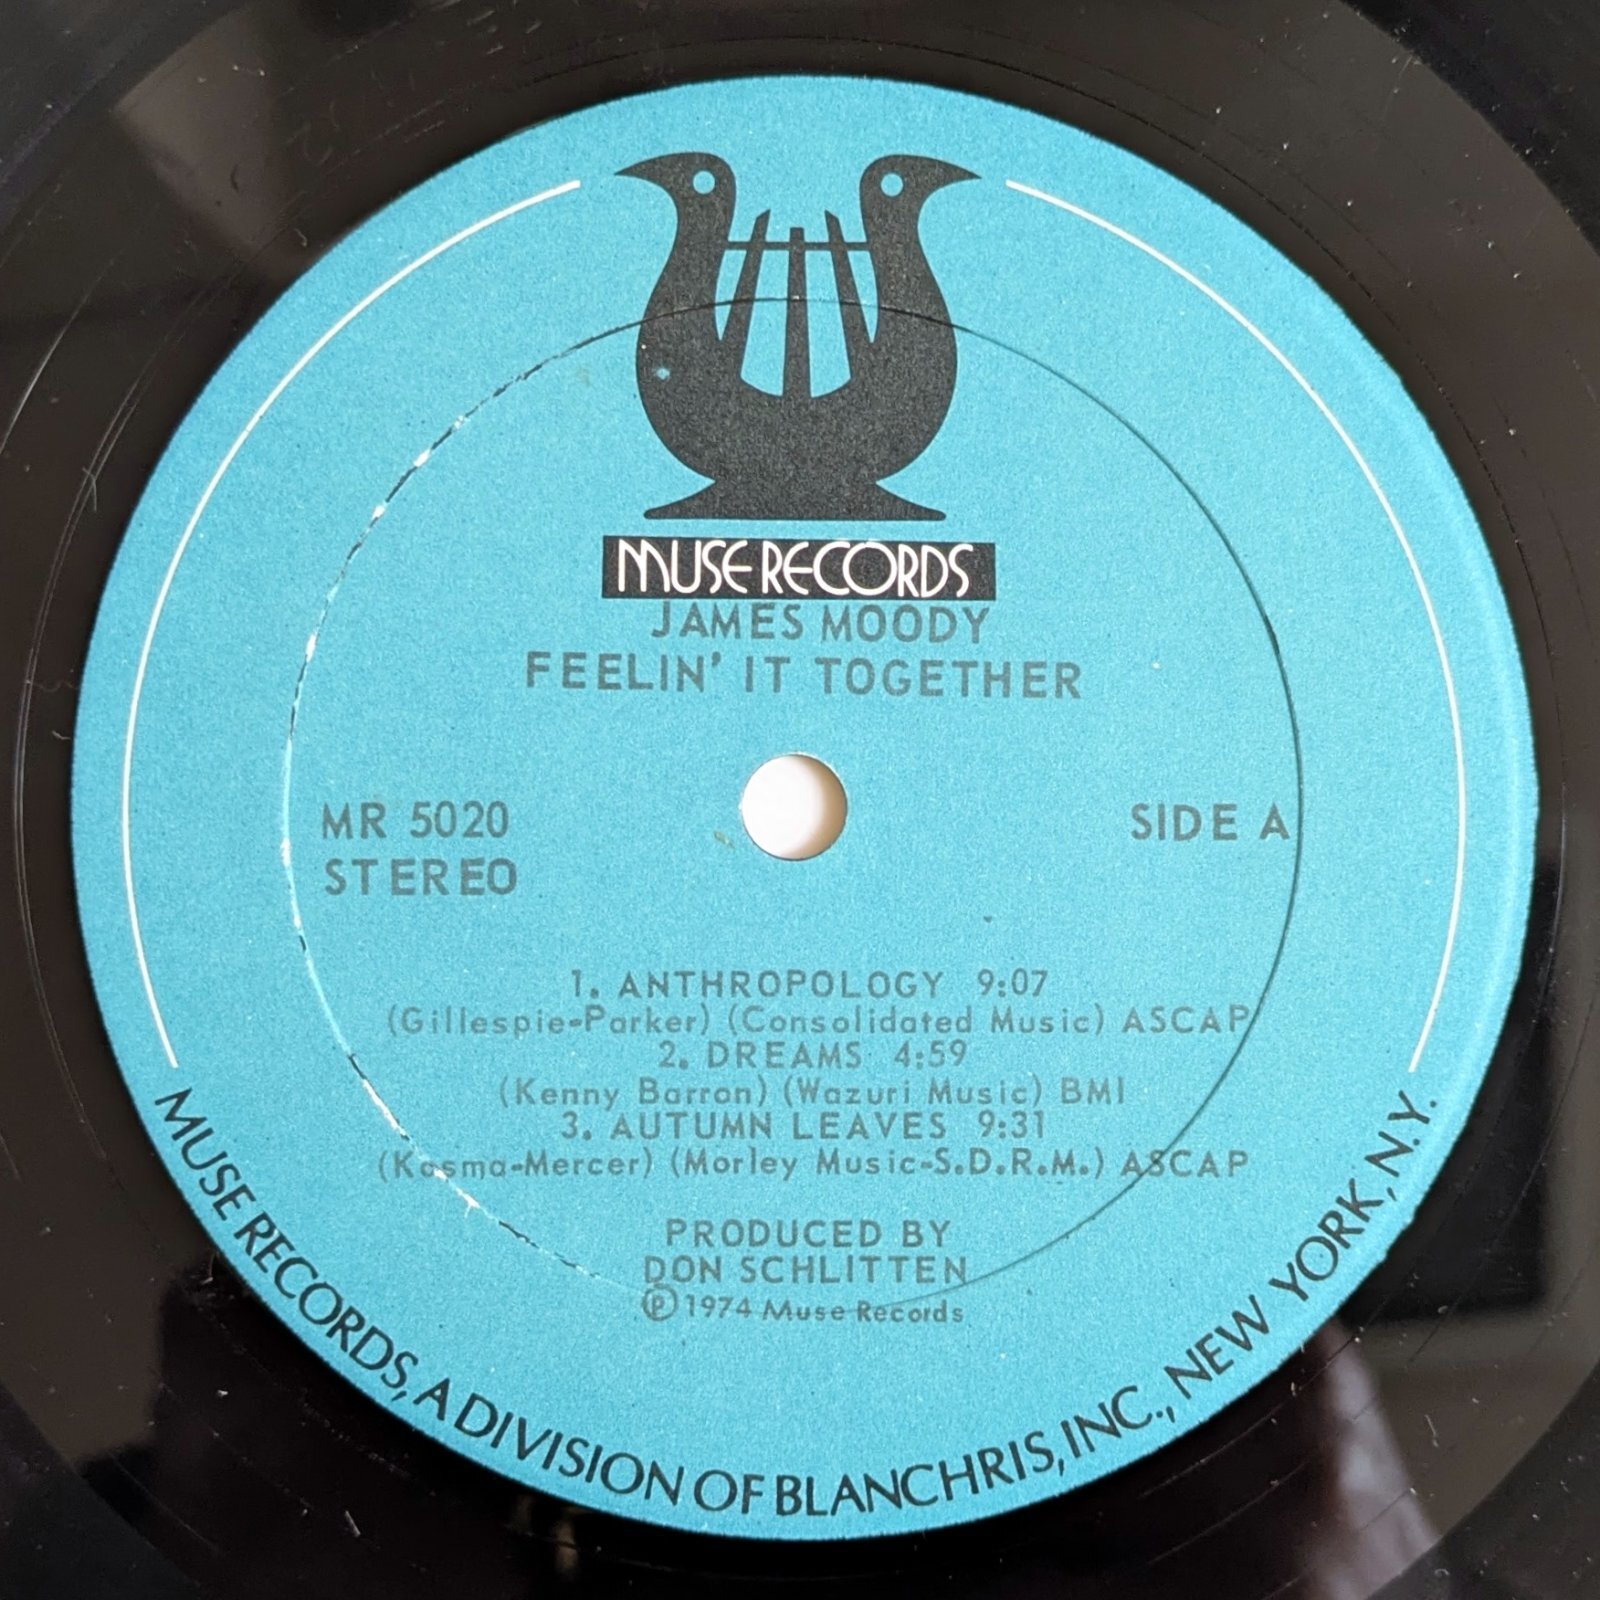 MUSE RECORDS
JAMES MOODY
FEELIN' IT TOGETHER
MR 5020
STEREO
SIDE A
1. ANTHROPOLOGY 9:07
(Gillespie-Parker) (Consolidated Music) ASCAP
2. DREAMS 4:59
(Kenny Barron) (Wazuri Music) BMI
3. AUTUMN LEAVES 9:31
(Kosma-Mercer) (Morley Music-S.D.R.M.) ASCAP
PRODUCED BY
DON SCHLITTEN
Ⓟ 1974 Muse Records
MUSE RECORDS, A DIVISION OF BLANCHRIS, INC., NEW YORK, N.Y.